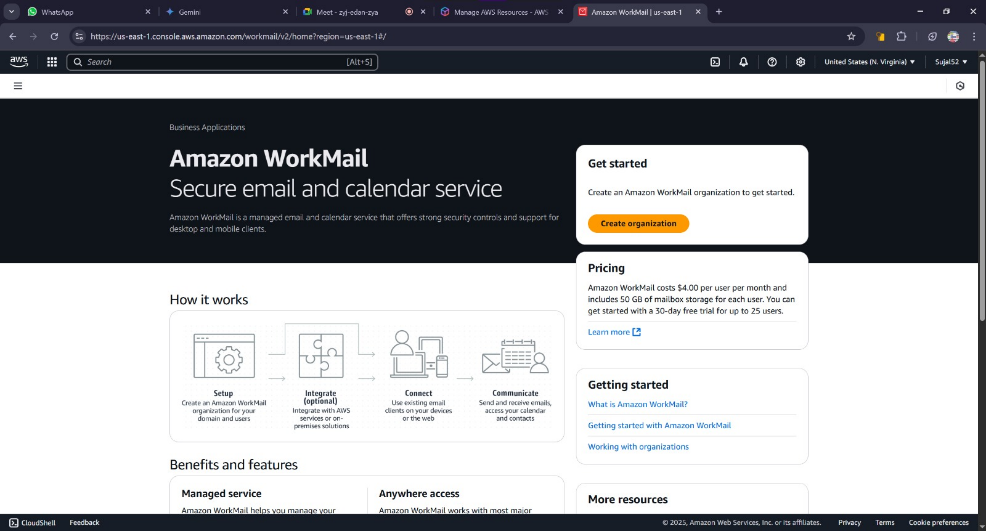 WhatsApp
Gemini
Meet - zyj-edan-zya
Manage AWS Resources - AWS
Amazon WorkMail | us-east-1
https://us-east-1.console.aws.amazon.com/workmail/v2/home?region=us-east-1#/
aws
Search
[Alt+S]
United States (N. Virginia)
Sujal52
Business Applications
Amazon WorkMail
Secure email and calendar service
Amazon WorkMail is a managed email and calendar service that offers strong security controls and support for
desktop and mobile clients.
Get started
Create an Amazon WorkMail organization to get started.
Create organization
Pricing
Amazon WorkMail costs $4.00 per user per month and
includes 50 GB of mailbox storage for each user. You can
get started with a 30-day free trial for up to 25 users.
Learn more
How it works
Setup
Create an Amazon WorkMail
organization for your
domain and users
Integrate
(optional)
Integrate with AWS
services or on-
premises solutions
Connect
Use existing email
clients on your devices
or the web
Communicate
Send and receive emails,
access your calendar
and contacts
Getting started
What is Amazon WorkMail?
Getting started with Amazon WorkMail
Working with organizations
Benefits and features
Managed service
Amazon WorkMail helps you manage your
Anywhere access
Amazon WorkMail works with most major
More resources
CloudShell
Feedback
© 2025, Amazon Web Services, Inc. or its affiliates.
Privacy
Terms
Cookie preferences